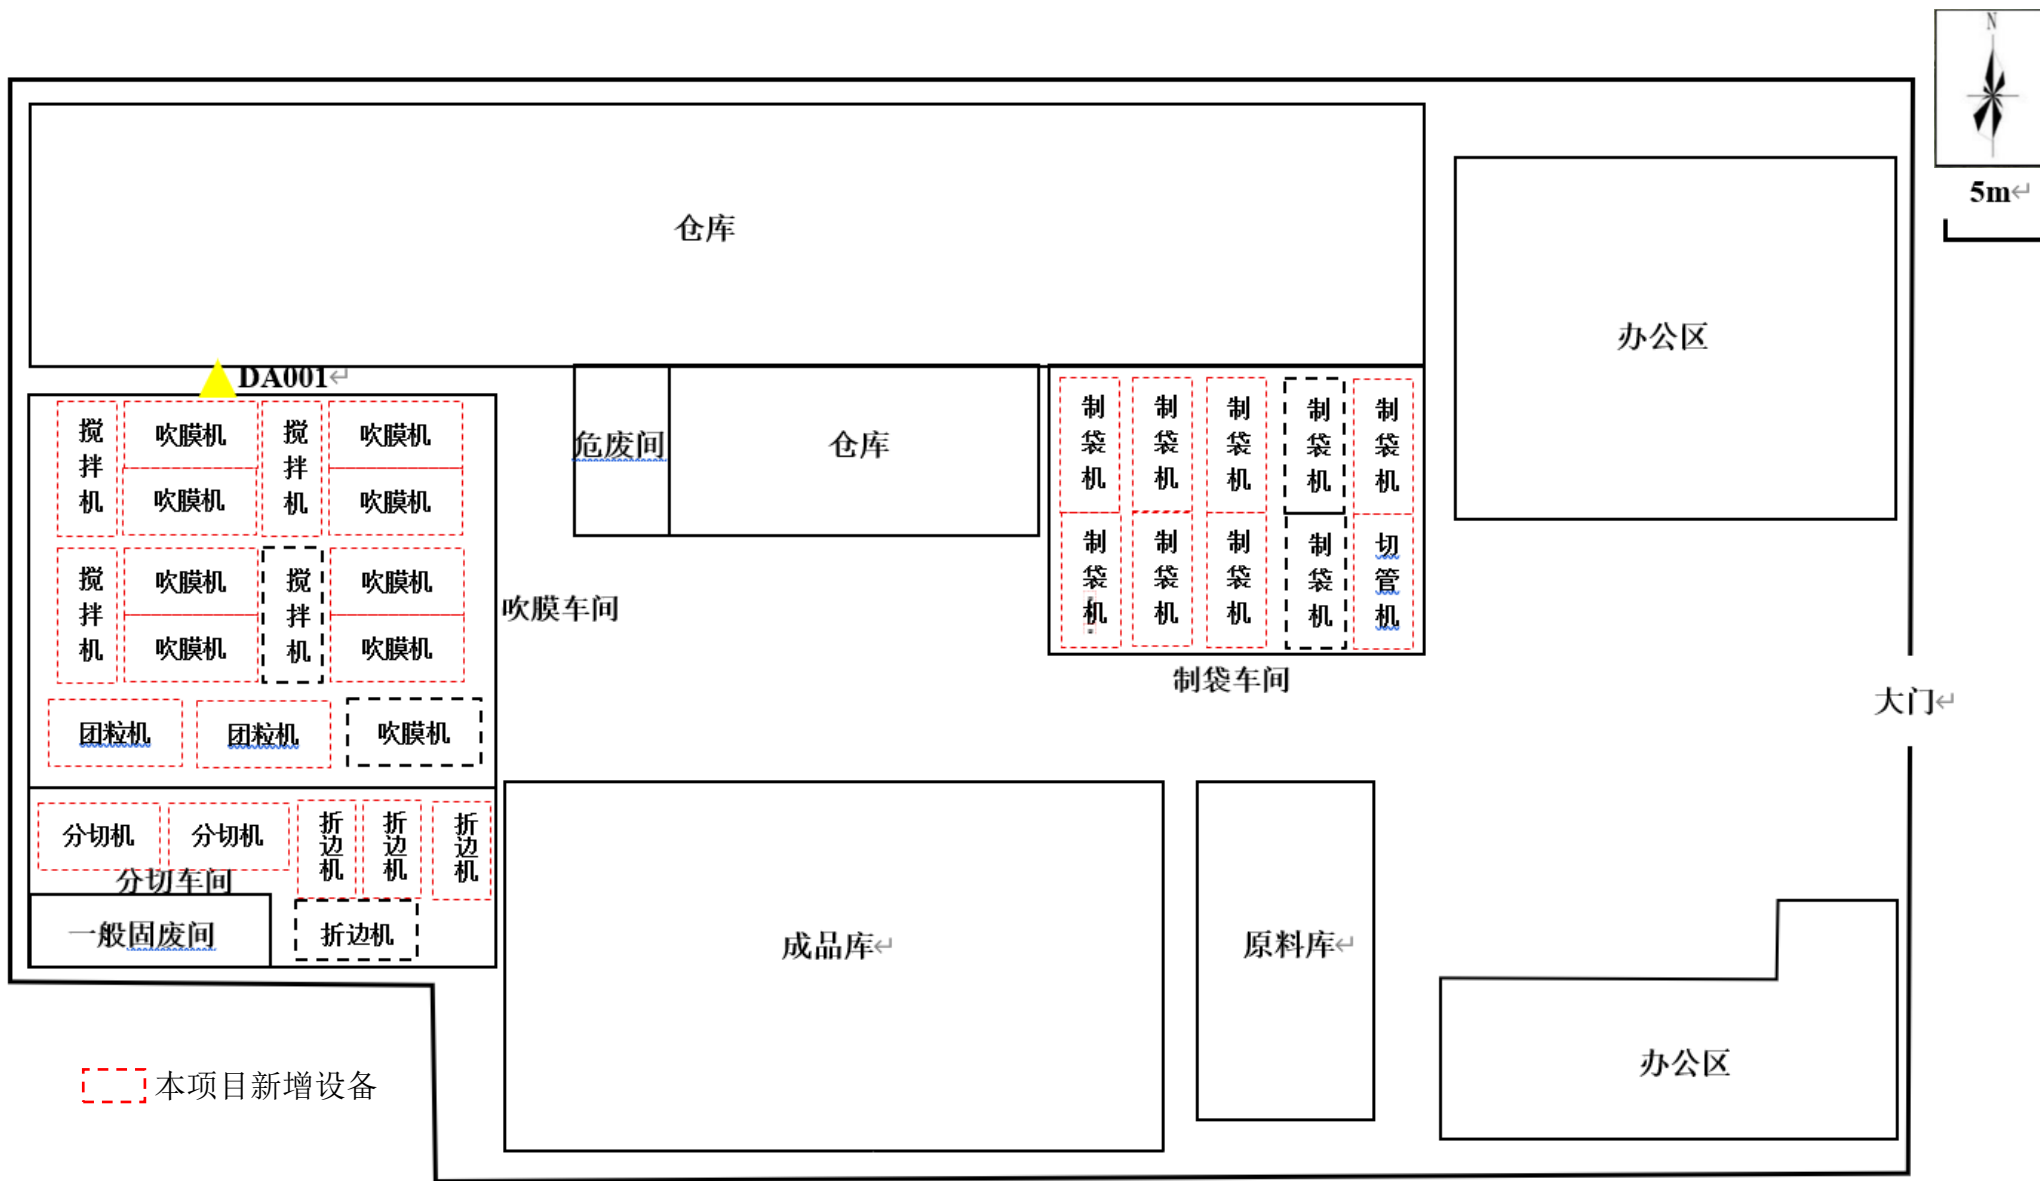 N
5m
仓库
办公区
DA001
搅拌机
吹膜机
搅拌机
吹膜机
吹膜机
吹膜机
搅拌机
吹膜机
搅拌机
吹膜机
吹膜机
吹膜机
团粒机
团粒机
吹膜机
吹膜车间
危废间
仓库
制袋机
制袋机
制袋机
制袋机
制袋机
制袋机
制袋机
制袋机
制袋机
切管机
制袋车间
大门
分切机
分切机
折边机
折边机
折边机
分切车间
一般固废间
折边机
成品库
原料库
办公区
本项目新增设备